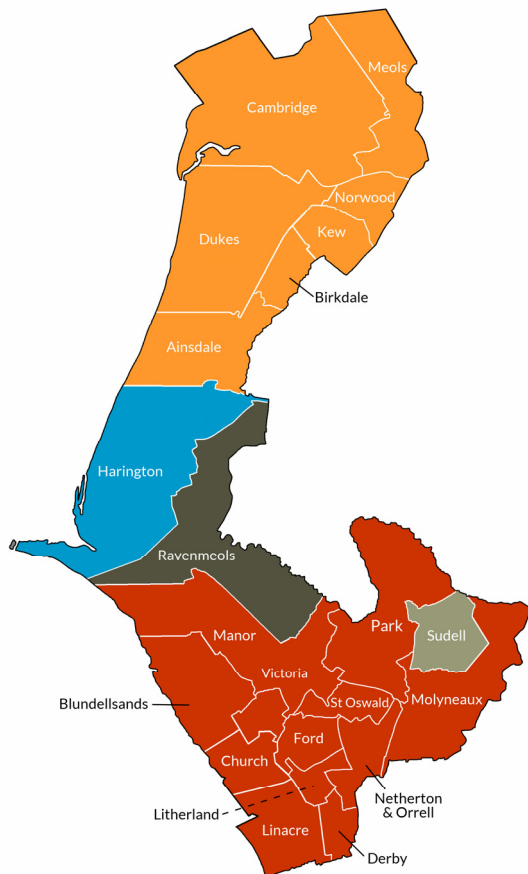 Meols
Cambridge
Norwood
Kew
Dukes
Birkdale
Ainsdale
Harington
Ravenmeols
Park
Manor
Sudell
Victoria
Molyneaux
St Oswald
Blundellsands
Ford
Church
Netherton
& Orrell
Litherland
Linacre
Derby